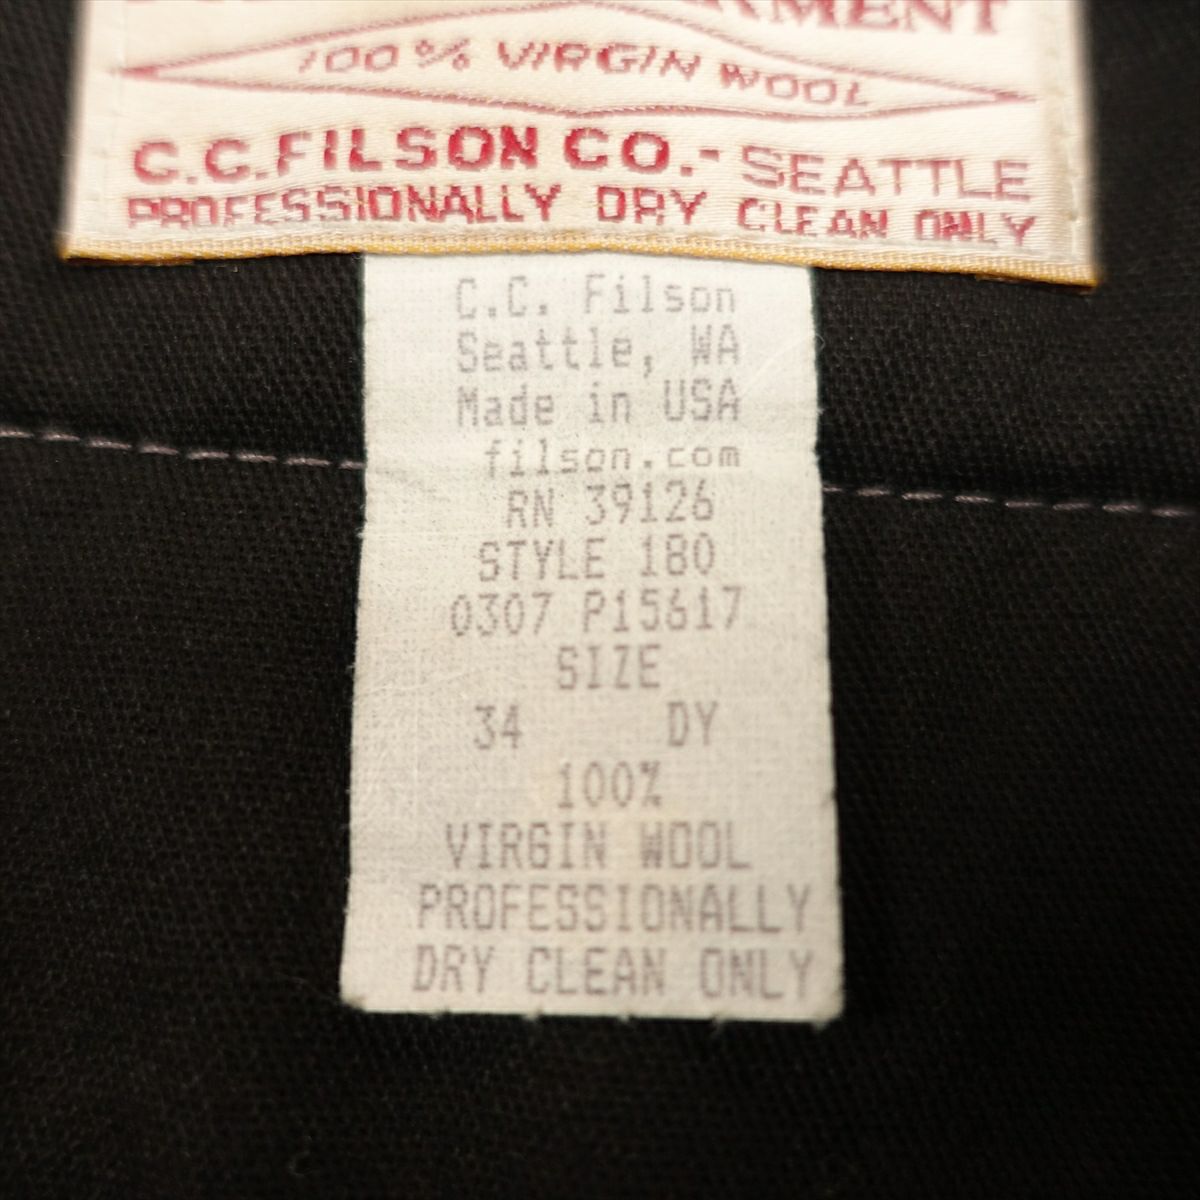 100% VIRGIN WOOL
C.C. FILSON CO. - SEATTLE
PROFESSIONALLY DRY CLEAN ONLY
C.C. Filson
Seattle, WA
Made in USA
filson.com
RN 39126
STYLE 180
0307 P15617
SIZE
34 DY
100%
VIRGIN WOOL
PROFESSIONALLY
DRY CLEAN ONLY